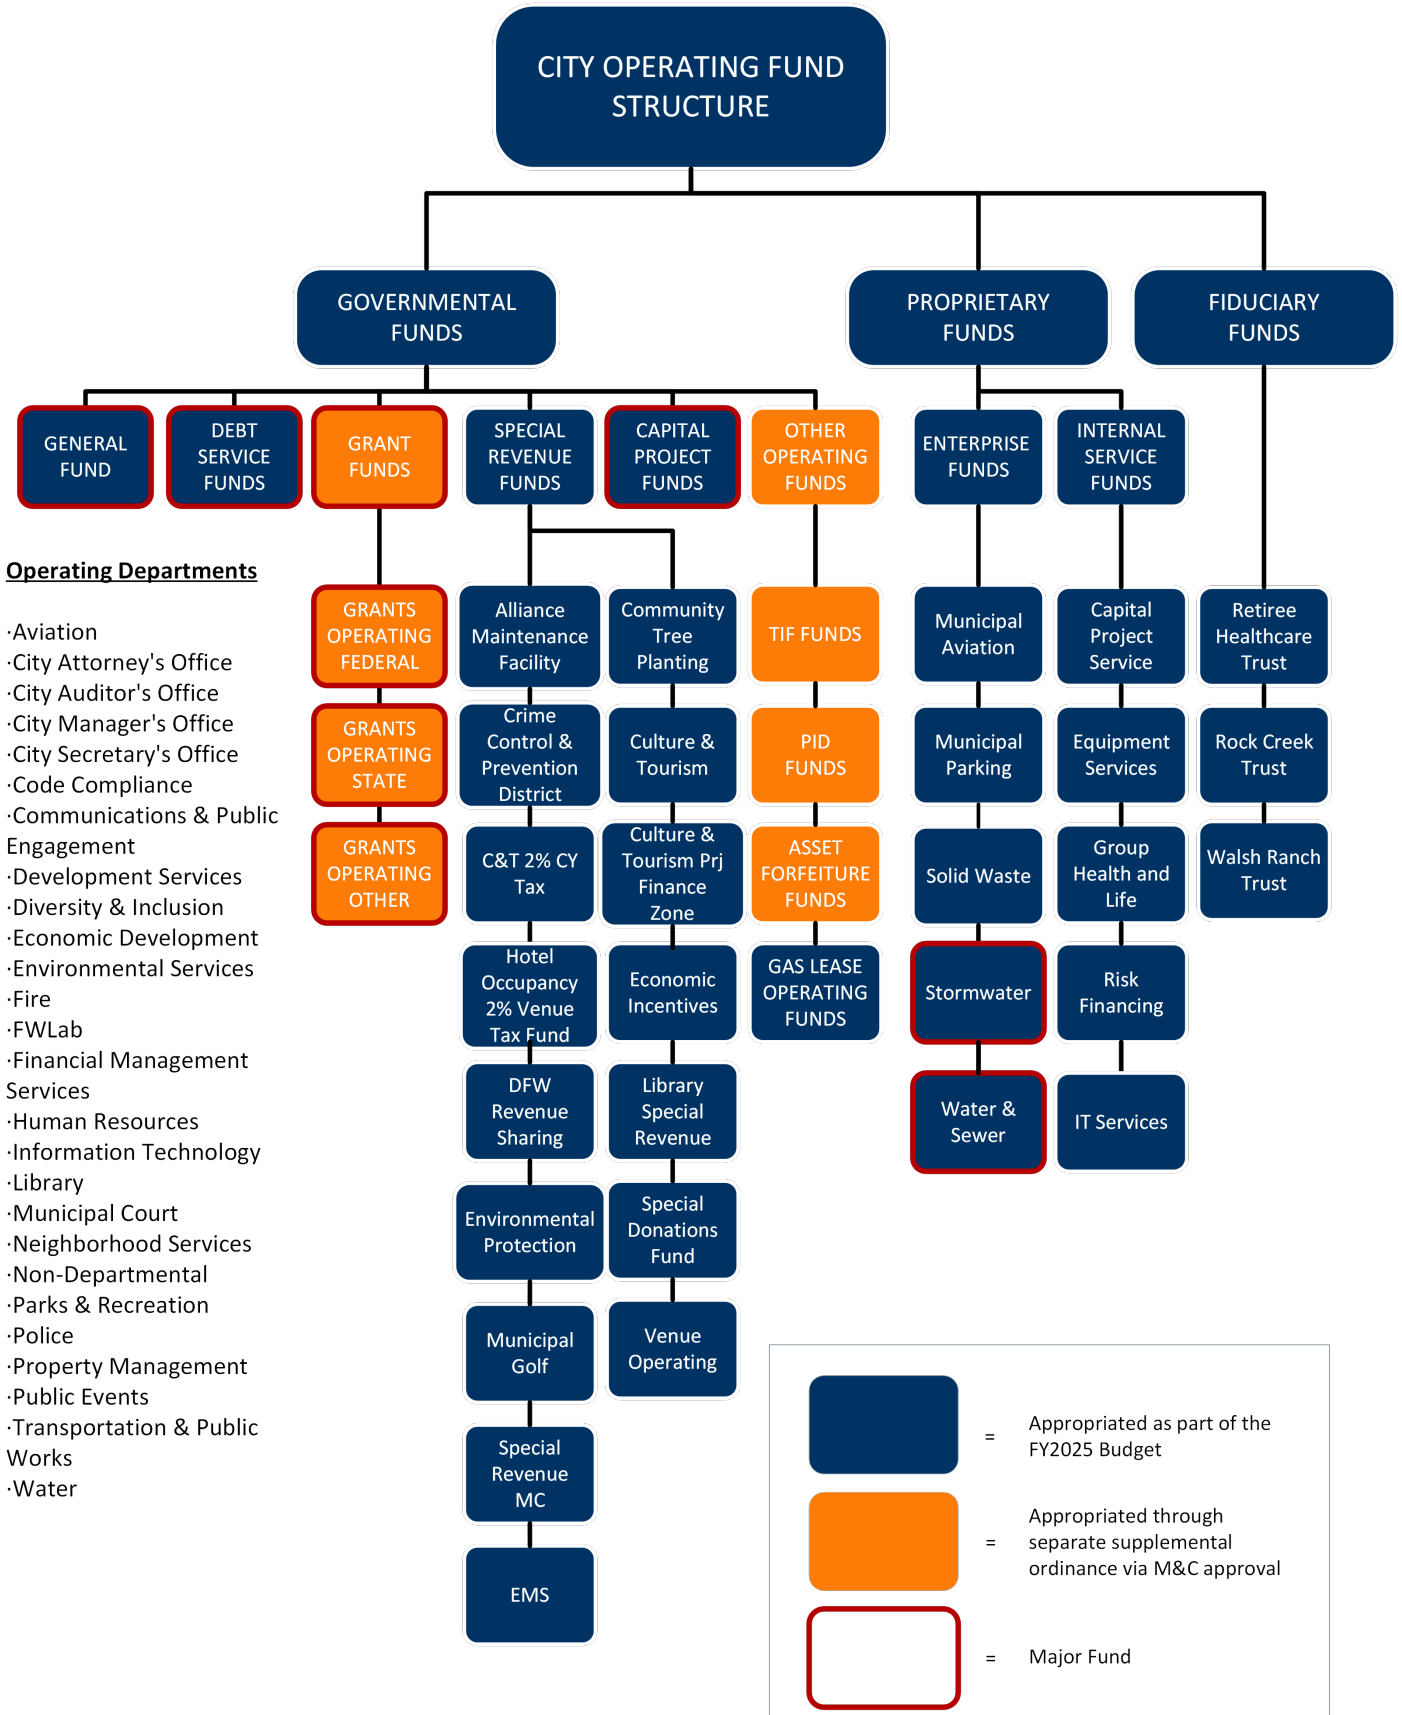 CITY OPERATING FUND
STRUCTURE
GOVERNMENTAL
FUNDS
PROPRIETARY
FUNDS
FIDUCIARY
FUNDS
GENERAL
FUND
DEBT
SERVICE
FUNDS
GRANT
FUNDS
SPECIAL
REVENUE
FUNDS
CAPITAL
PROJECT
FUNDS
OTHER
OPERATING
FUNDS
ENTERPRISE
FUNDS
INTERNAL
SERVICE
FUNDS
Operating Departments
·Aviation
·City Attorney's Office
·City Auditor's Office
·City Manager's Office
·City Secretary's Office
·Code Compliance
·Communications & Public
Engagement
·Development Services
·Diversity & Inclusion
·Economic Development
·Environmental Services
·Fire
·FWLab
·Financial Management
Services
·Human Resources
·Information Technology
·Library
·Municipal Court
·Neighborhood Services
·Non-Departmental
·Parks & Recreation
·Police
·Property Management
·Public Events
·Transportation & Public
Works
·Water
GRANTS
OPERATING
FEDERAL
GRANTS
OPERATING
STATE
GRANTS
OPERATING
OTHER
Alliance
Maintenance
Facility
Crime
Control &
Prevention
District
C&T 2% CY
Tax
Hotel
Occupancy
2% Venue
Tax Fund
DFW
Revenue
Sharing
Environmental
Protection
Municipal
Golf
Special
Revenue
MC
EMS
Community
Tree
Planting
Culture &
Tourism
Culture &
Tourism Prj
Finance
Zone
Economic
Incentives
Library
Special
Revenue
Special
Donations
Fund
Venue
Operating
TIF FUNDS
PID
FUNDS
ASSET
FORFEITURE
FUNDS
GAS LEASE
OPERATING
FUNDS
Municipal
Aviation
Municipal
Parking
Solid Waste
Stormwater
Water &
Sewer
Capital
Project
Service
Equipment
Services
Group
Health and
Life
Risk
Financing
IT Services
Retiree
Healthcare
Trust
Rock Creek
Trust
Walsh Ranch
Trust
= Appropriated as part of the
FY2025 Budget
Appropriated through
= separate supplemental
ordinance via M&C approval
= Major Fund